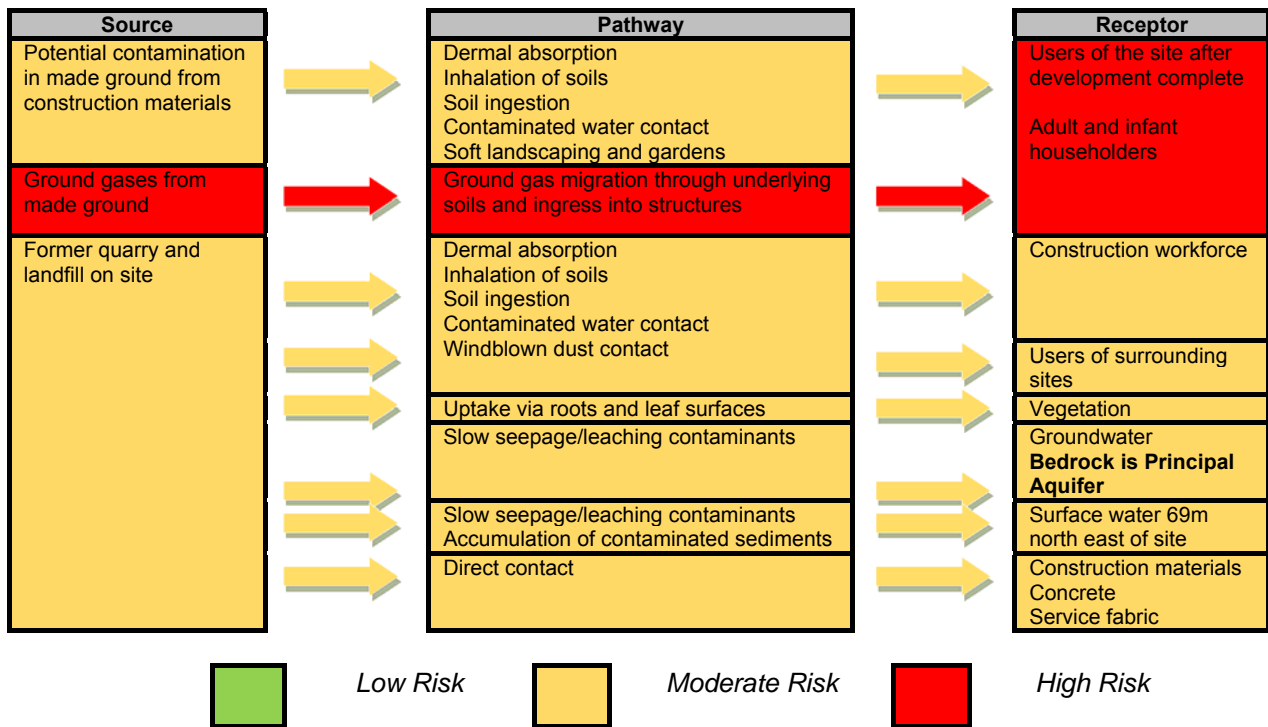 Source
Pathway
Receptor
Potential contamination
in made ground from
construction materials
Dermal absorption
Inhalation of soils
Soil ingestion
Contaminated water contact
Soft landscaping and gardens
Users of the site after
development complete
Adult and infant
householders
Ground gases from
made ground
Ground gas migration through underlying
soils and ingress into structures
Former quarry and
landfill on site
Dermal absorption
Inhalation of soils
Soil ingestion
Contaminated water contact
Windblown dust contact
Construction workforce
Users of surrounding
sites
Uptake via roots and leaf surfaces
Vegetation
Slow seepage/leaching contaminants
Groundwater
Bedrock is Principal
Aquifer
Slow seepage/leaching contaminants
Accumulation of contaminated sediments
Surface water 69m
north east of site
Direct contact
Construction materials
Concrete
Service fabric
Low Risk
Moderate Risk
High Risk